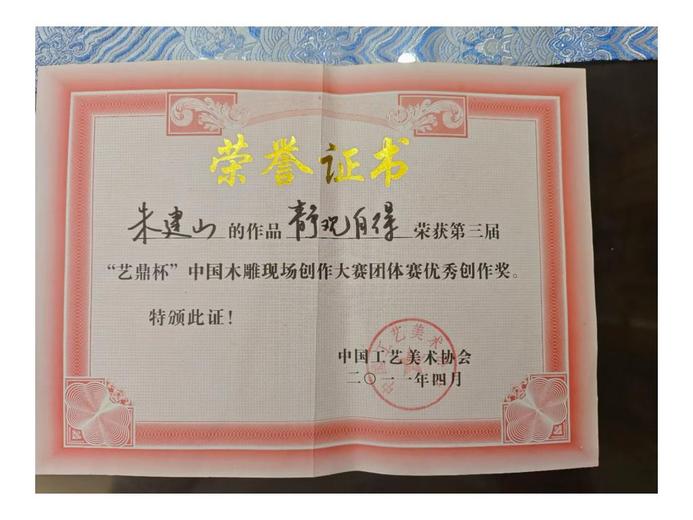 荣誉证书
朱建山的作品静观自得荣获第三届
“艺鼎杯”中国木雕现场创作大赛团体赛优秀创作奖。
特颁此证！
中国工艺美术协会
二〇一一年四月